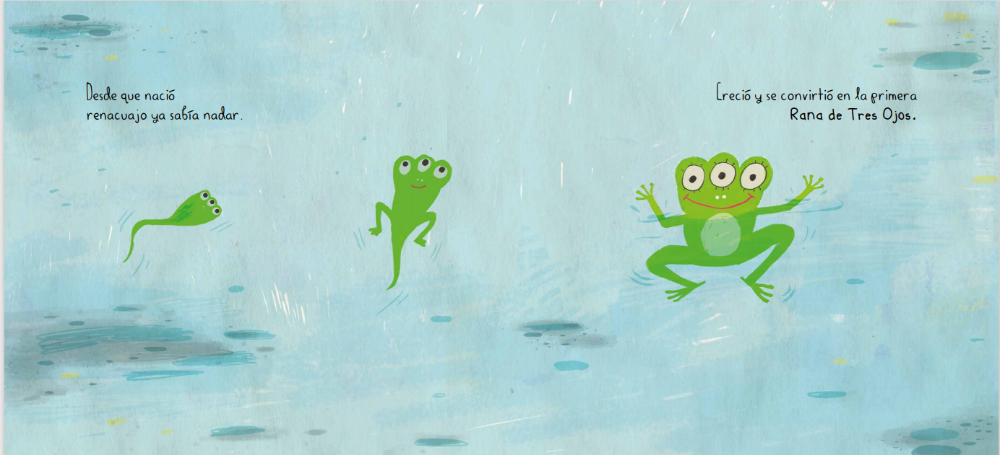 Desde que nació
renacuajo ya sabía nadar.
Creció y se convirtió en la primera
Rana de Tres Ojos.